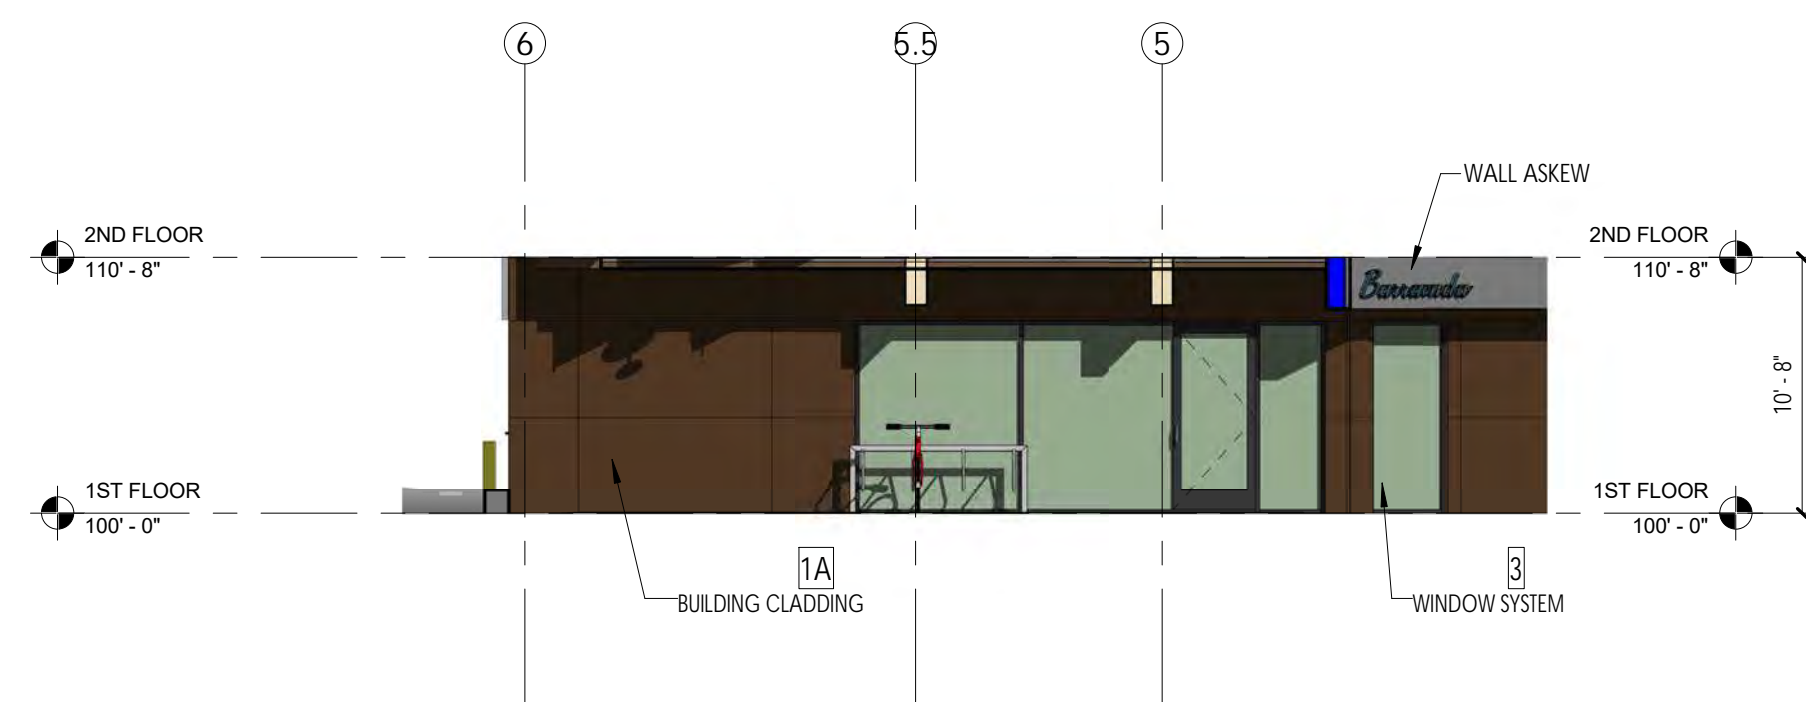 6
5.5
5
WALL ASKEW
2ND FLOOR
110' - 8"
2ND FLOOR
110' - 8"
Barracuda
10' - 8"
1ST FLOOR
100' - 0"
1ST FLOOR
100' - 0"
1A
BUILDING CLADDING
3
WINDOW SYSTEM